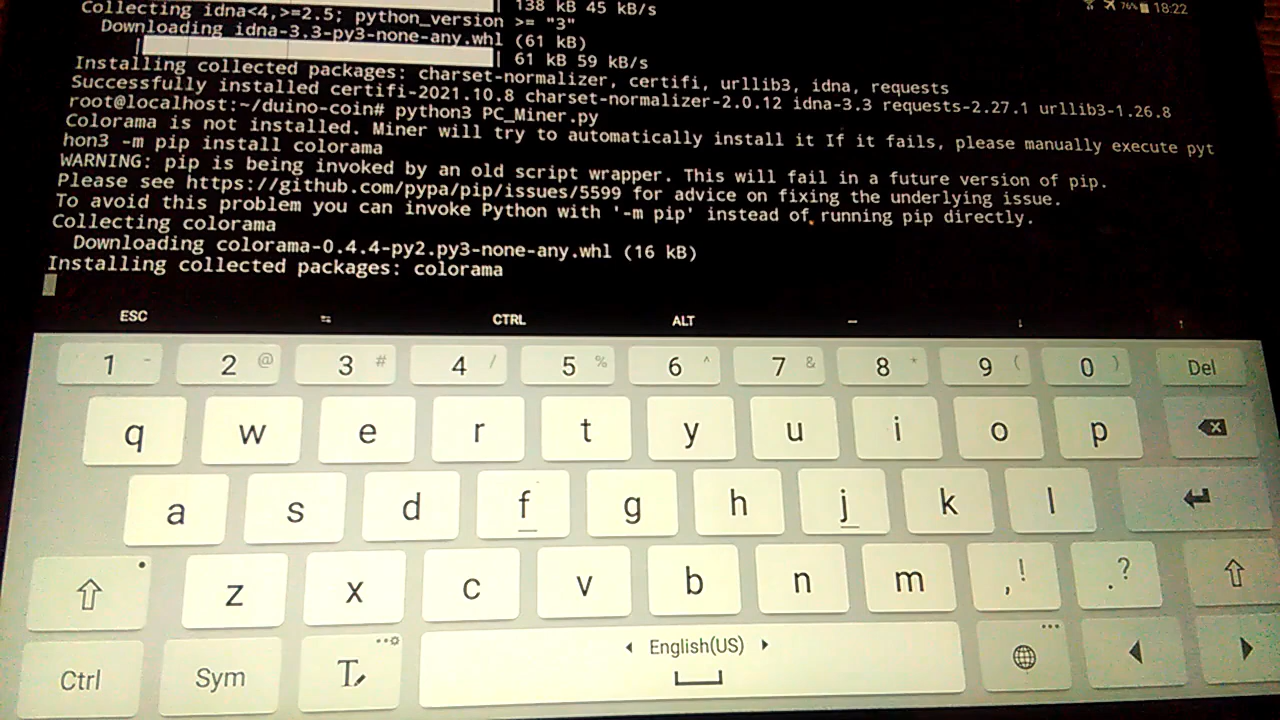 138 kB 45 kB/s
Collecting idna<4,>=2.5; python_version >= "3"
Downloading idna-3.3-py3-none-any.whl (61 kB)
| | 61 kB 59 kB/s
Installing collected packages: charset-normalizer, certifi, urllib3, idna, requests
Successfully installed certifi-2021.10.8 charset-normalizer-2.0.12 idna-3.3 requests-2.27.1 urllib3-1.26.8
root@localhost:~/duino-coin# python3 PC_Miner.py
Colorama is not installed. Miner will try to automatically install it If it fails, please manually execute pyt
hon3 -m pip install colorama
WARNING: pip is being invoked by an old script wrapper. This will fail in a future version of pip.
Please see https://github.com/pypa/pip/issues/5599 for advice on fixing the underlying issue.
To avoid this problem you can invoke Python with '-m pip' instead of running pip directly.
Collecting colorama
Downloading colorama-0.4.4-py2.py3-none-any.whl (16 kB)
Installing collected packages: colorama
76% 18:22
ESC CTRL ALT –
1 - 2 @ 3 # 4 / 5 % 6 ^ 7 & 8 * 9 ( 0 ) Del
q w e r t y u i o p
a s d f g h j k l
z x c v b n m , ! . ?
Ctrl Sym T English(US)